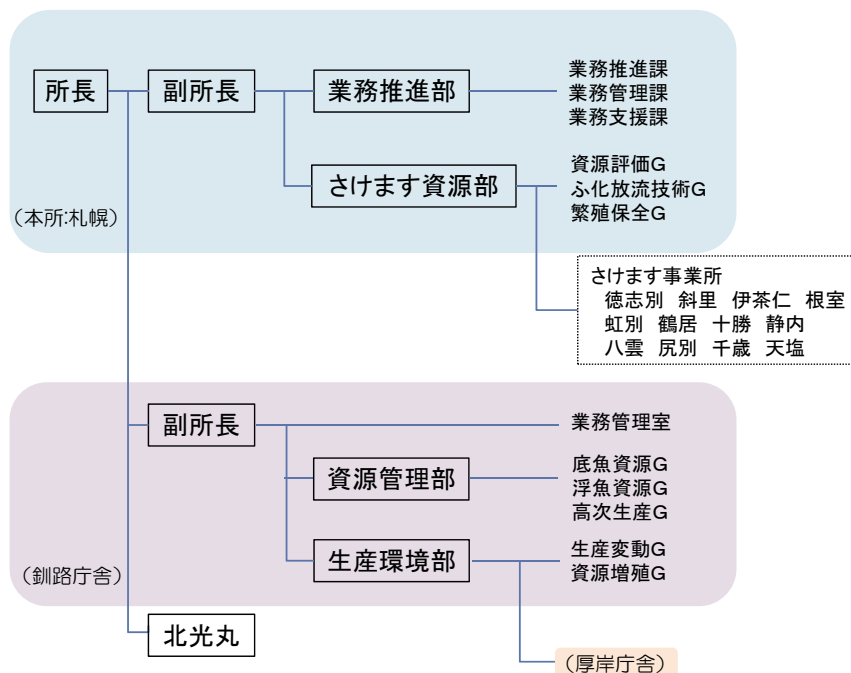 所長
副所長
業務推進部
業務推進課
業務管理課
業務支援課
さけます資源部
資源評価G
ふ化放流技術G
繁殖保全G
（本所:札幌）
さけます事業所
徳志別 斜里 伊茶仁 根室
虹別 鶴居 十勝 静内
八雲 尻別 千歳 天塩
副所長
業務管理室
資源管理部
底魚資源G
浮魚資源G
高次生産G
生産環境部
生産変動G
資源増殖G
（釧路庁舎）
北光丸
（厚岸庁舎）